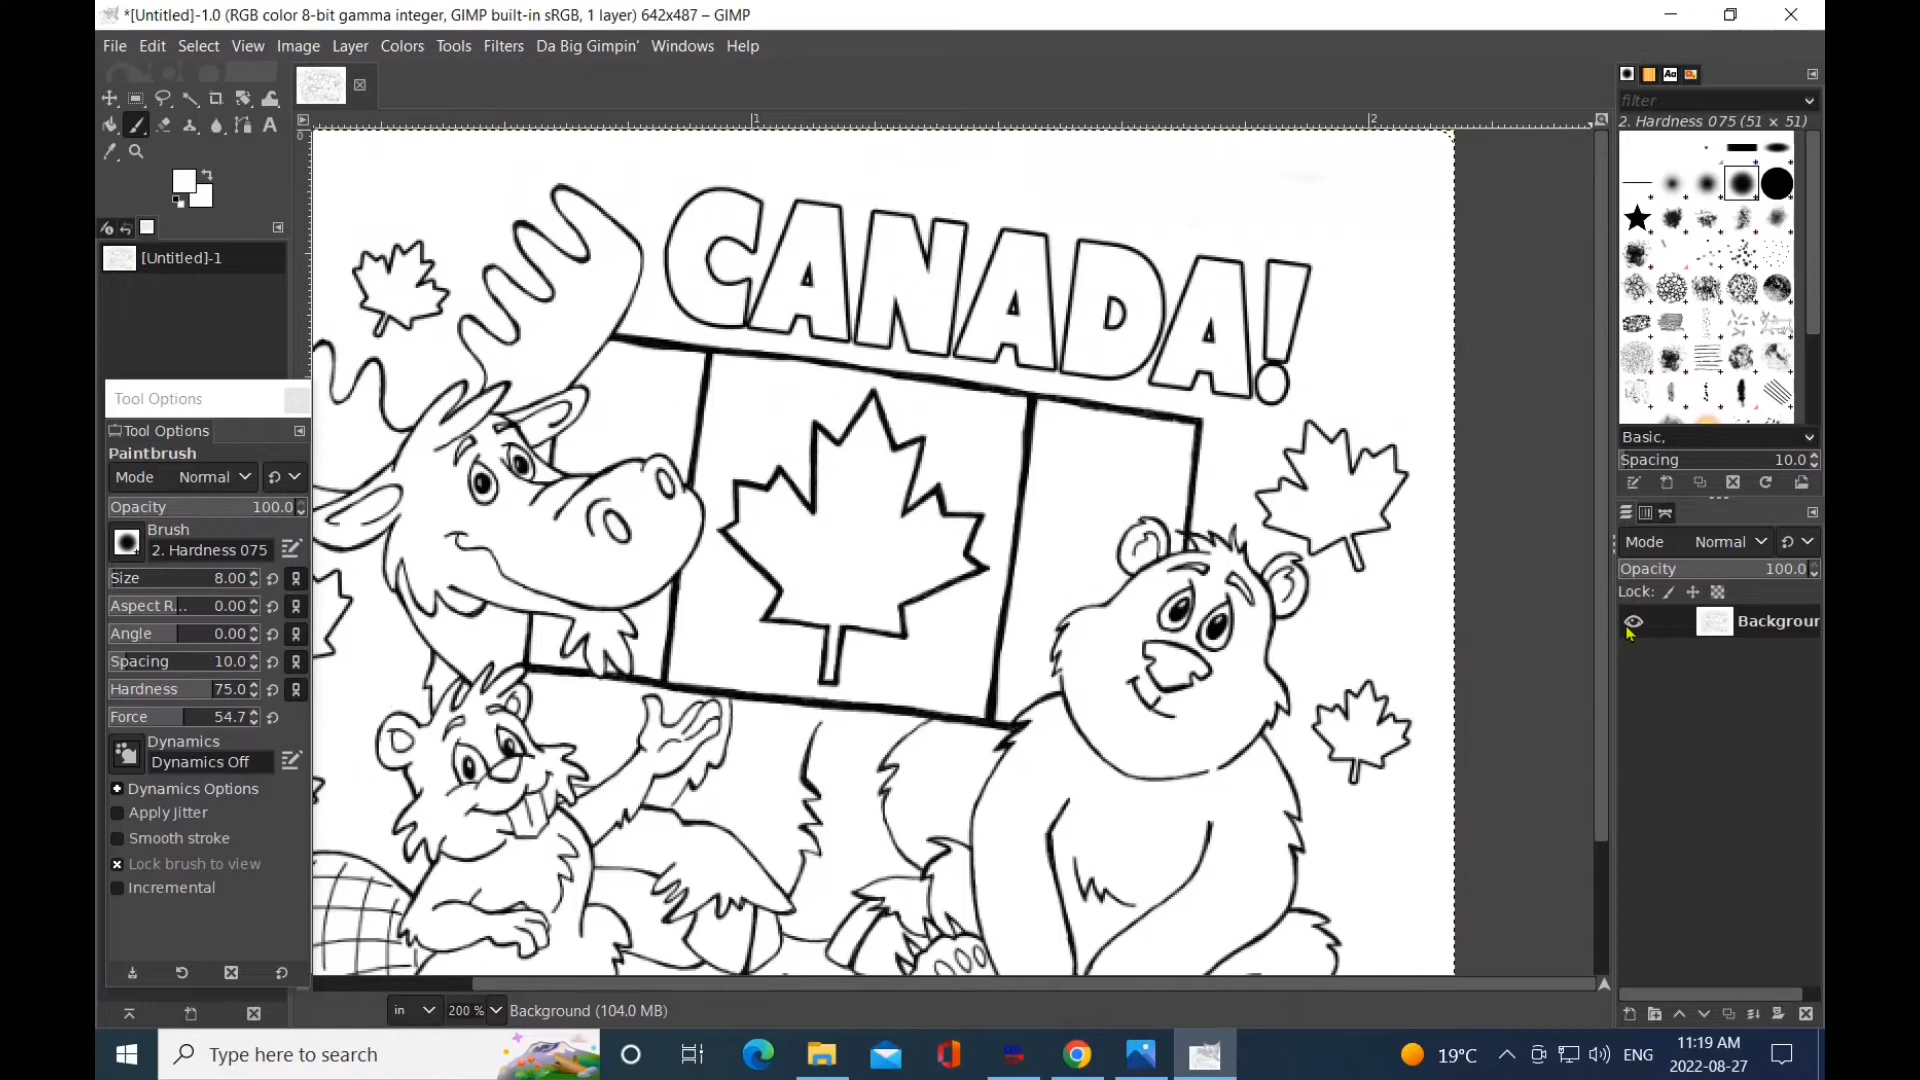 *[Untitled]-1.0 (RGB color 8-bit gamma integer, GIMP built-in sRGB, 1 layer) 642x487 – GIMP
File Edit Select View Image Layer Colors Tools Filters Da Big Gimpin' Windows Help
filter
2. Hardness 075 (51 × 51)
1
2
0
[Untitled]-1
CANADA!
Tool Options
Tool Options
Paintbrush
Mode Normal
Opacity 100.0
Brush
2. Hardness 075
Size 8.00
Aspect R... 0.00
Angle 0.00
Spacing 10.0
Hardness 75.0
Force 54.7
Dynamics
Dynamics Off
Dynamics Options
Apply Jitter
Smooth stroke
Lock brush to view
Incremental
Basic,
Spacing 10.0
Mode Normal
Opacity 100.0
Lock:
Backgrour
in 200 % Background (104.0 MB)
Type here to search
19°C
ENG
11:19 AM
2022-08-27